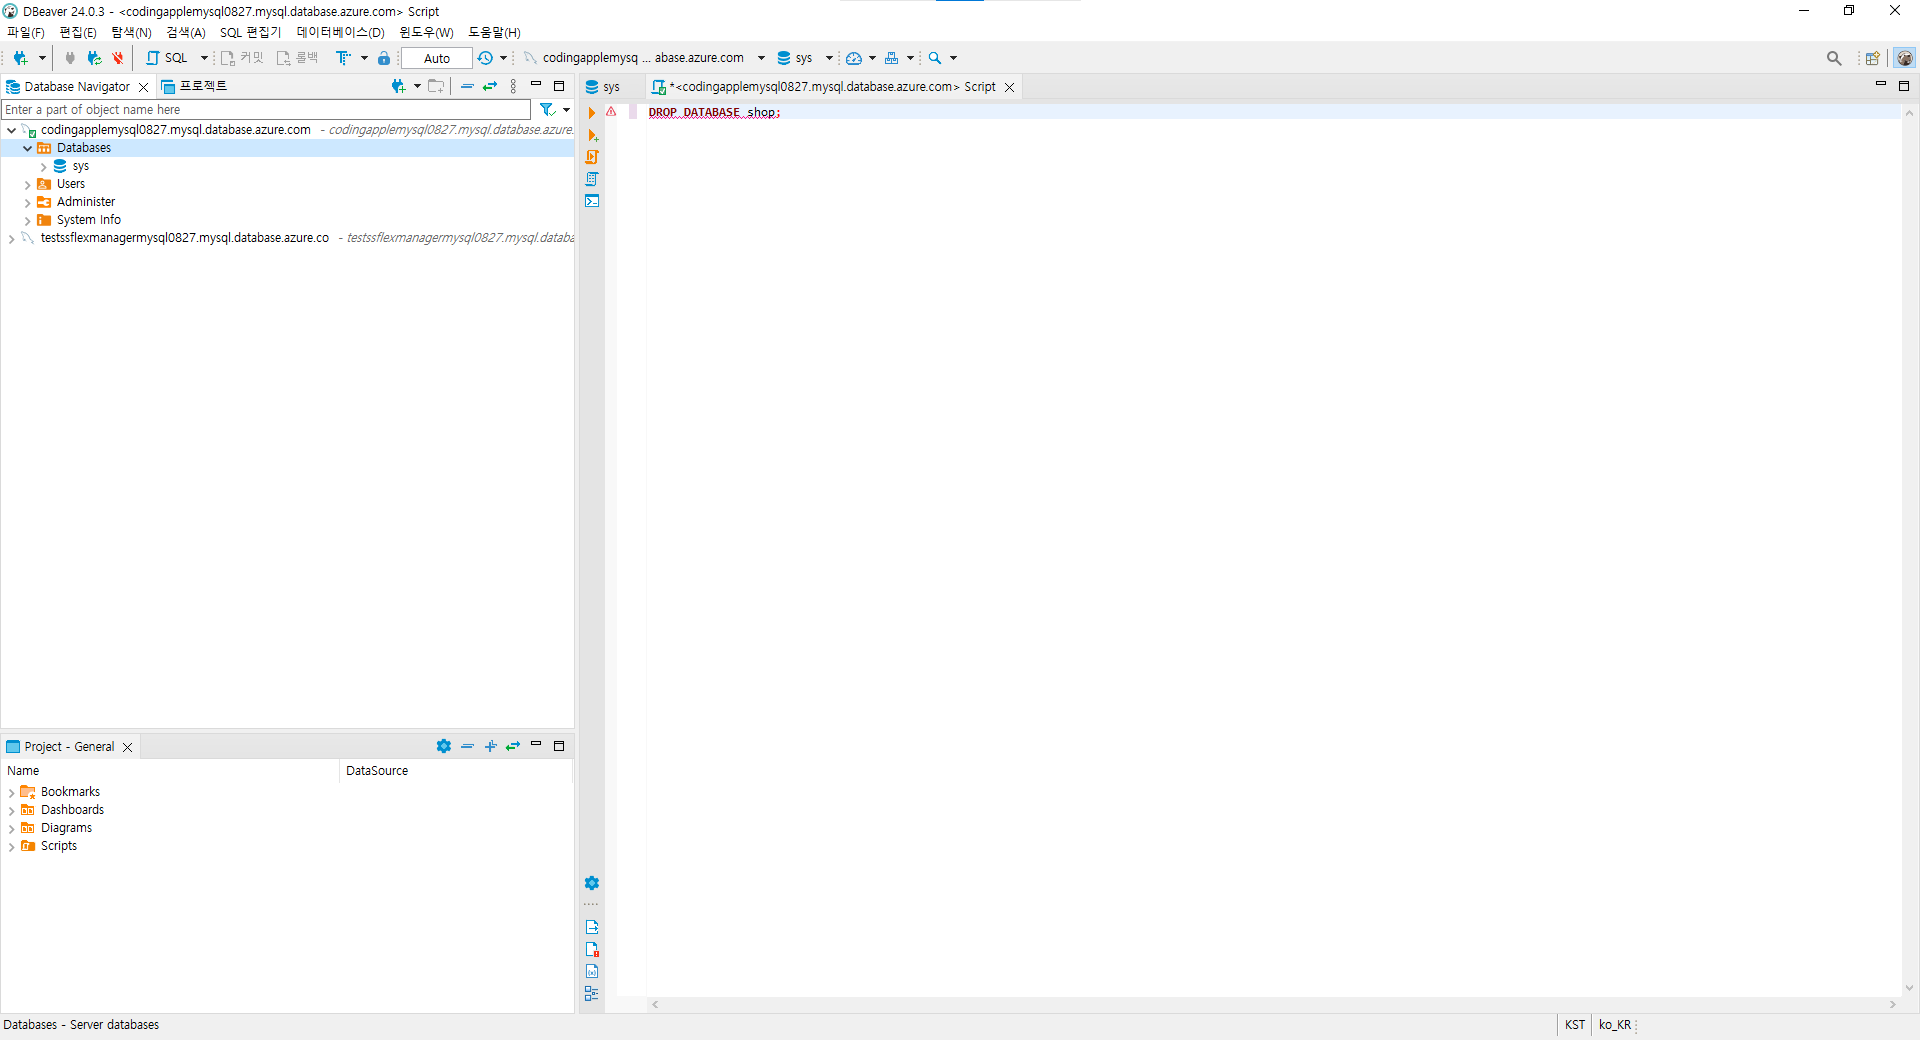 DBeaver 24.0.3 - <codingapplemysql0827.mysql.database.azure.com> Script
파일(F) 편집(E) 탐색(N) 검색(A) SQL 편집기 데이터베이스(D) 윈도우(W) 도움말(H)
SQL 커밋 롤백 Auto codingapplemysq ... abase.azure.com sys
Database Navigator 프로젝트
Enter a part of object name here
codingapplemysql0827.mysql.database.azure.com - codingapplemysql0827.mysql.database.azure.
Databases
sys
Users
Administer
System Info
testssflexmanagermysql0827.mysql.database.azure.co - testssflexmanagermysql0827.mysql.databa
sys *<codingapplemysql0827.mysql.database.azure.com> Script
DROP DATABASE shop;
Project - General
Name DataSource
Bookmarks
Dashboards
Diagrams
Scripts
Databases - Server databases
KST ko_KR